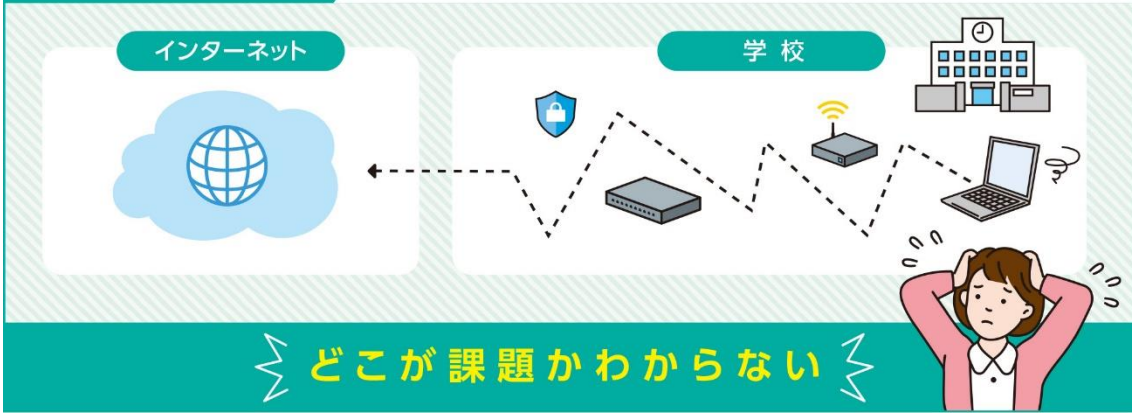 インターネット
学校
どこが課題かわからない